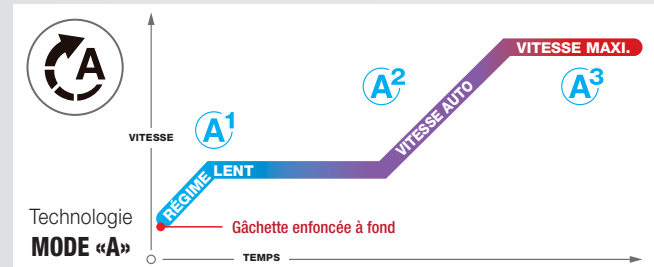 A
VITESSE MAXI.
A2
A3
VITESSE AUTO
A1
VITESSE
RÉGIME LENT
Technologie
MODE «A»
Gâchette enfoncée à fond
TEMPS